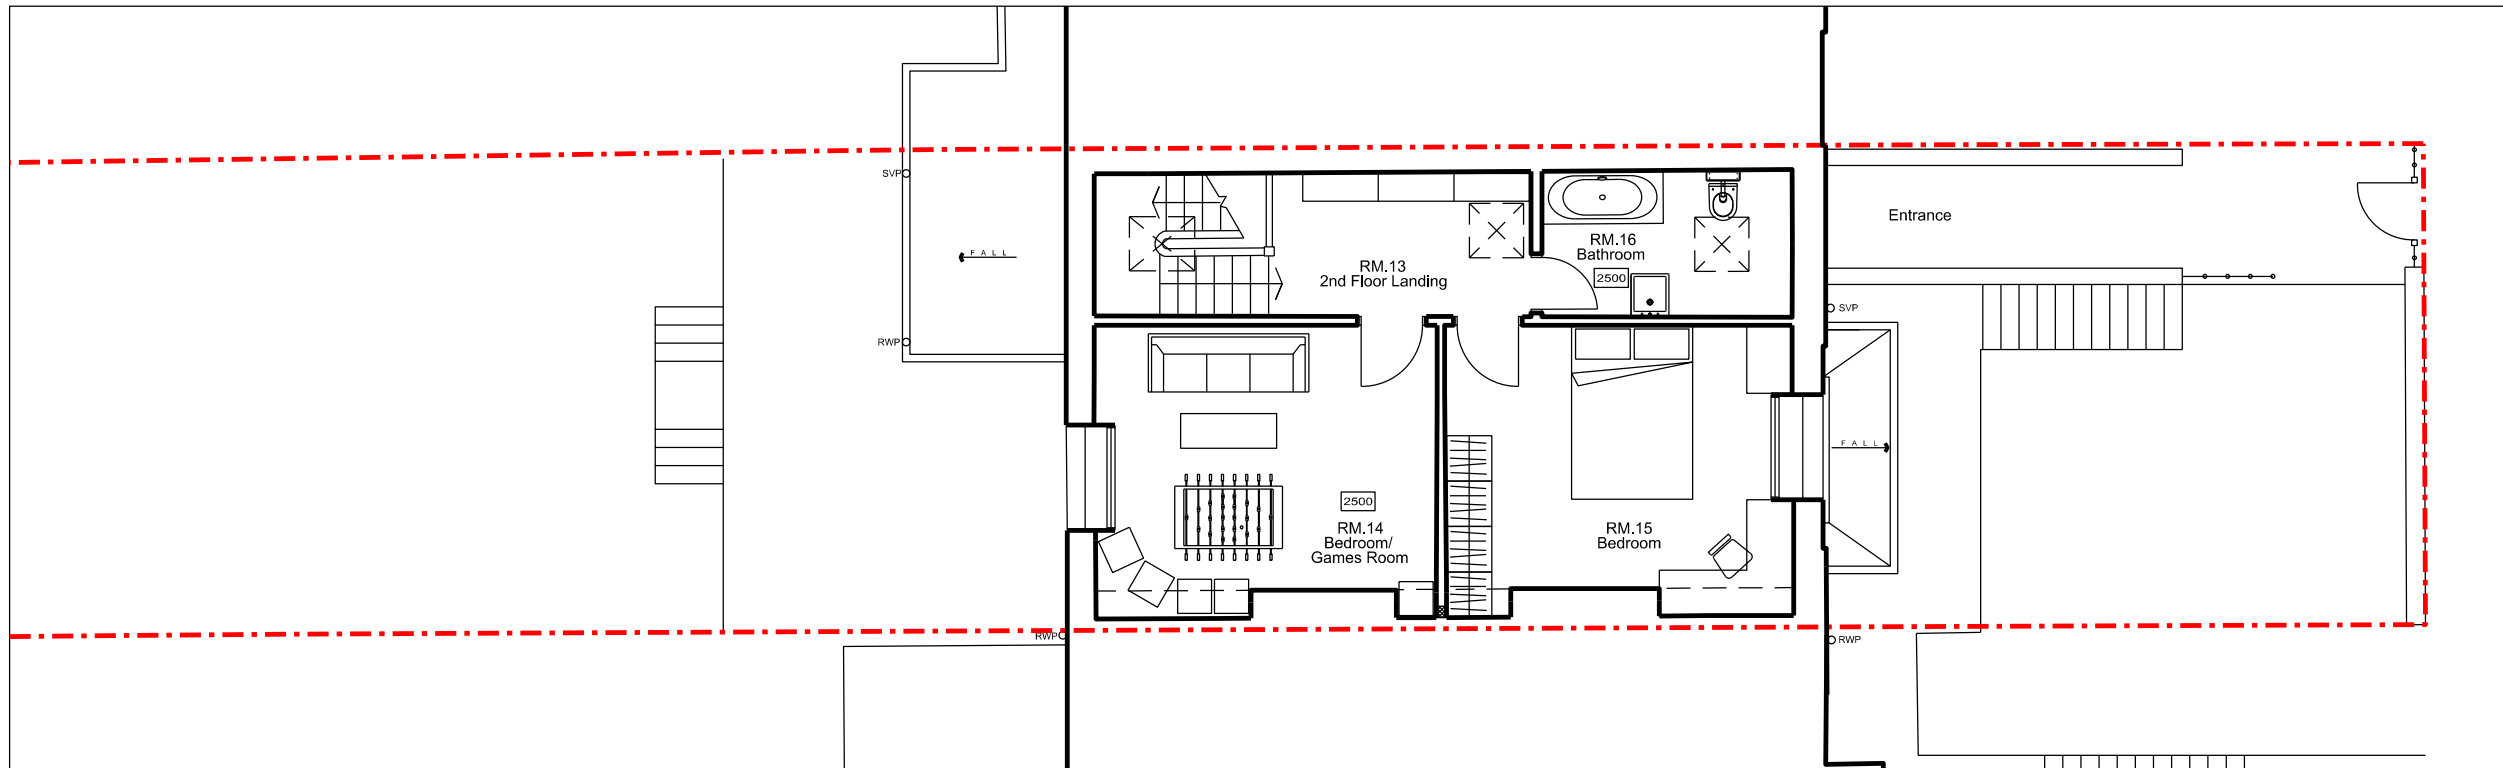 SVP
Entrance
RM.16
Bathroom
2500
FALL
RM.13
2nd Floor Landing
SVP
RWP
FALL
2500
RM.14
Bedroom/
Games Room
RM.15
Bedroom
RWP
RWP